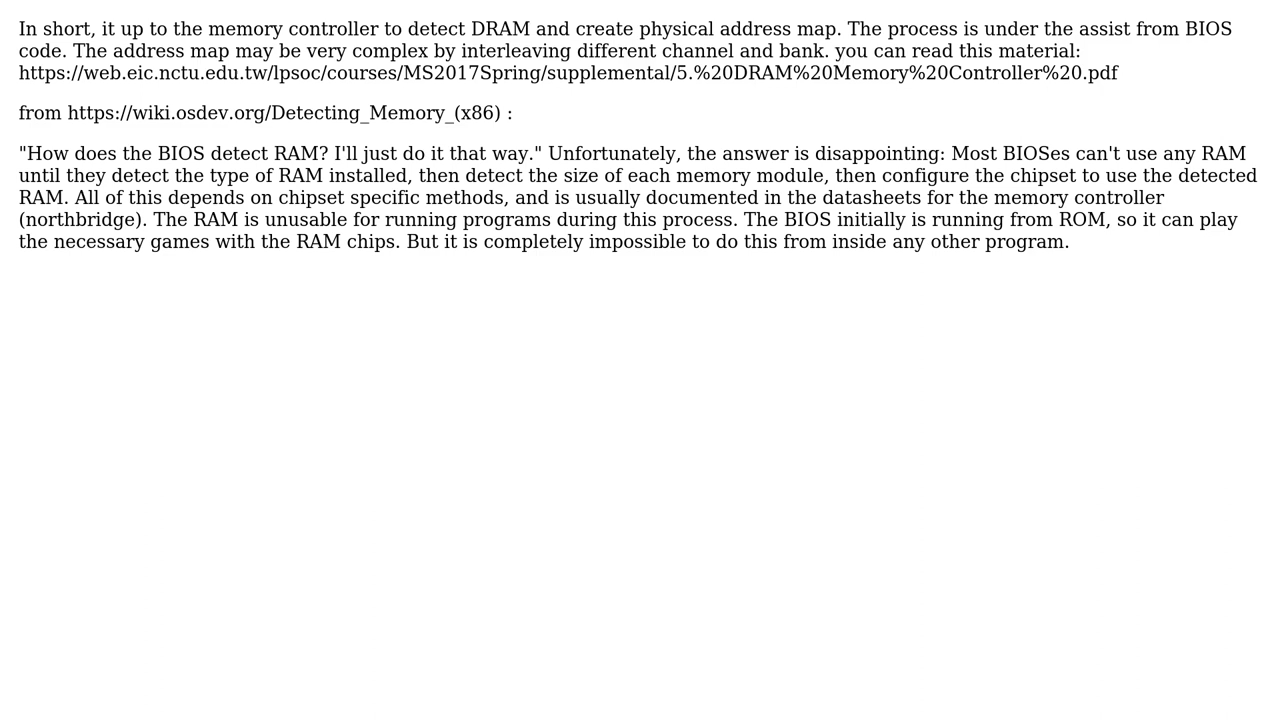 In short, it up to the memory controller to detect DRAM and create physical address map. The process is under the assist from BIOS
code. The address map may be very complex by interleaving different channel and bank. you can read this material:
https://web.eic.nctu.edu.tw/lpsoc/courses/MS2017Spring/supplemental/5.%20DRAM%20Memory%20Controller%20.pdf
from https://wiki.osdev.org/Detecting_Memory_(x86) :
"How does the BIOS detect RAM? I'll just do it that way." Unfortunately, the answer is disappointing: Most BIOSes can't use any RAM
until they detect the type of RAM installed, then detect the size of each memory module, then configure the chipset to use the detected
RAM. All of this depends on chipset specific methods, and is usually documented in the datasheets for the memory controller
(northbridge). The RAM is unusable for running programs during this process. The BIOS initially is running from ROM, so it can play
the necessary games with the RAM chips. But it is completely impossible to do this from inside any other program.